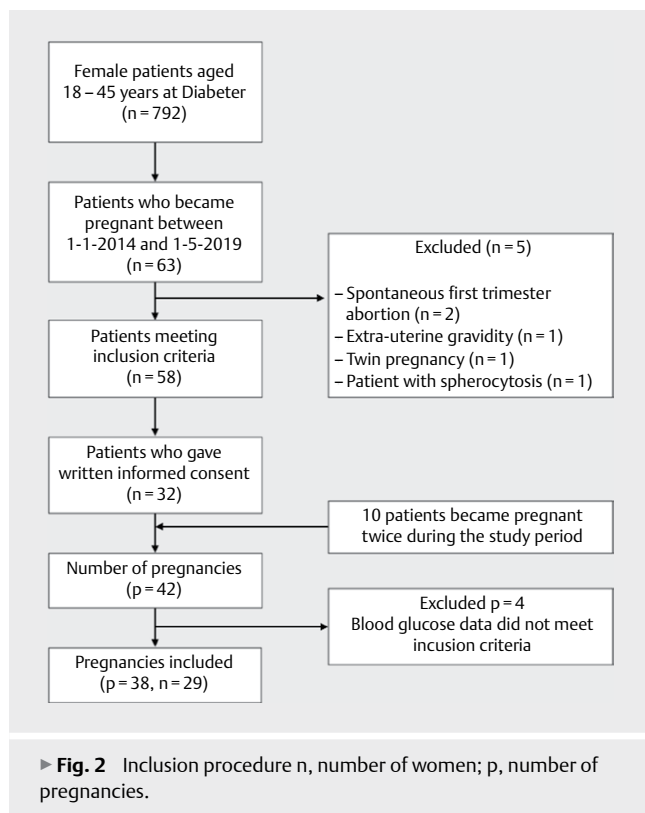 Female patients aged
18 – 45 years at Diabeter
(n = 792)
Patients who became
pregnant between
1-1-2014 and 1-5-2019
(n = 63)
Excluded (n = 5)
– Spontaneous first trimester
abortion (n = 2)
– Extra-uterine gravidity (n = 1)
– Twin pregnancy (n = 1)
– Patient with spherocytosis (n = 1)
Patients meeting
inclusion criteria
(n = 58)
Patients who gave
written informed consent
(n = 32)
10 patients became pregnant
twice during the study period
Number of pregnancies
(p = 42)
Excluded p = 4
Blood glucose data did not meet
incusion criteria
Pregnancies included
(p = 38, n = 29)
▶ Fig. 2 Inclusion procedure n, number of women; p, number of
pregnancies.